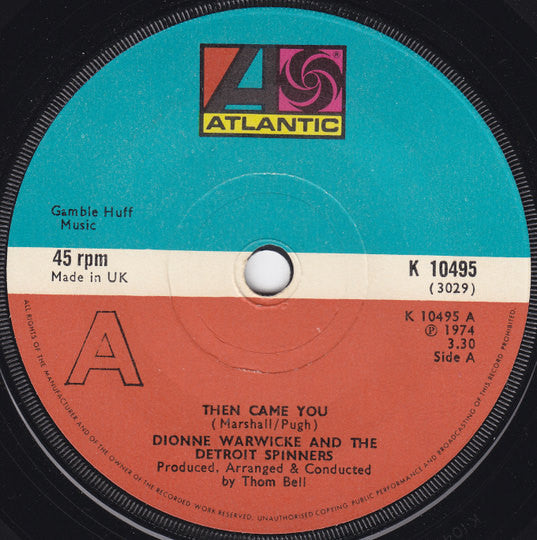 ATLANTIC
Gamble Huff
Music
45 rpm
Made in UK
K 10495
(3029)
K 10495 A
℗ 1974
3.30
Side A
A
THEN CAME YOU
(Marshall/Pugh)
DIONNE WARWICKE AND THE
DETROIT SPINNERS
Produced, Arranged & Conducted
by Thom Bell
ALL RIGHTS OF THE MANUFACTURER AND OF THE OWNER OF THE RECORDED WORK RESERVED. UNAUTHORISED COPYING, PUBLIC PERFORMANCE AND BROADCASTING OF THIS RECORD PROHIBITED.